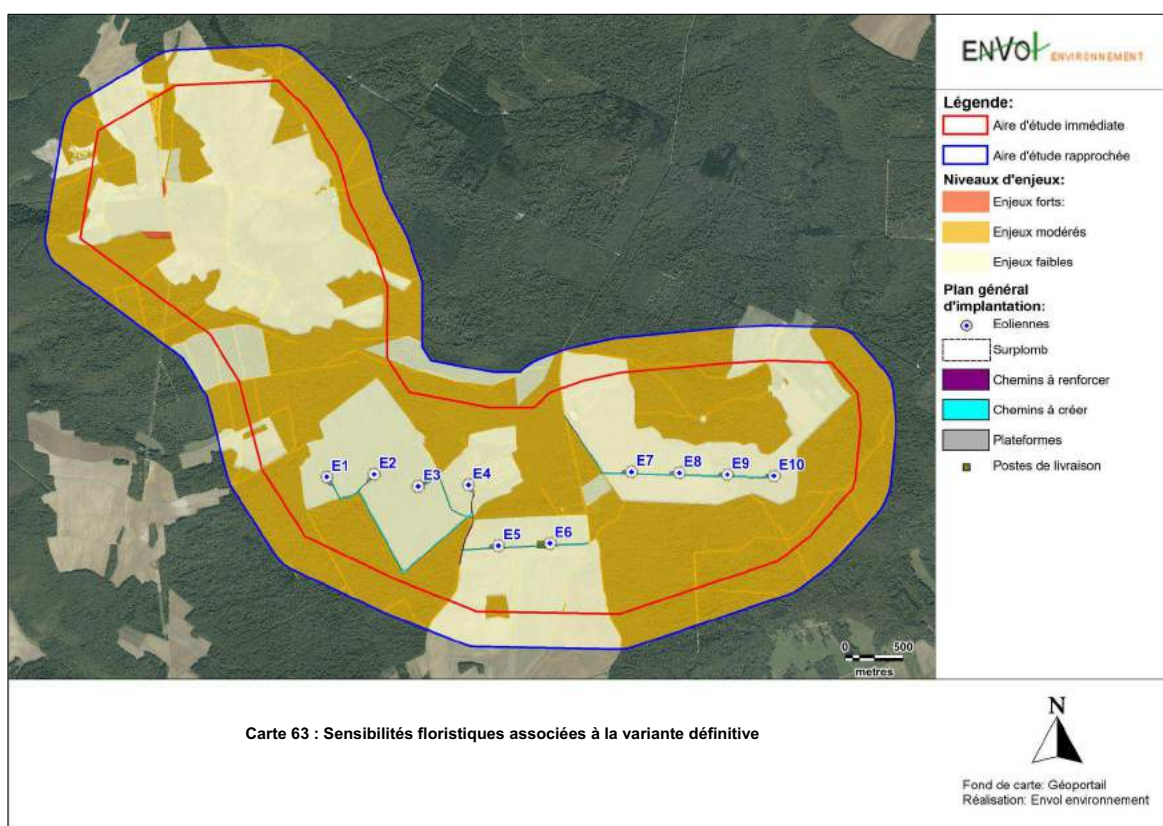 ENVOL ENVIRONNEMENT
Légende:
Aire d'étude immédiate
Aire d'étude rapprochée
Niveaux d'enjeux:
Enjeux forts:
Enjeux modérés
Enjeux faibles
Plan général
d'implantation:
Eoliennes
Surplomb
Chemins à renforcer
Chemins à créer
Plateformes
Postes de livraison
E1
E2
E3
E4
E5
E6
E7
E8
E9
E10
0 500
metres
Carte 63 : Sensibilités floristiques associées à la variante définitive
N
Fond de carte: Géoportail
Réalisation: Envol environnement